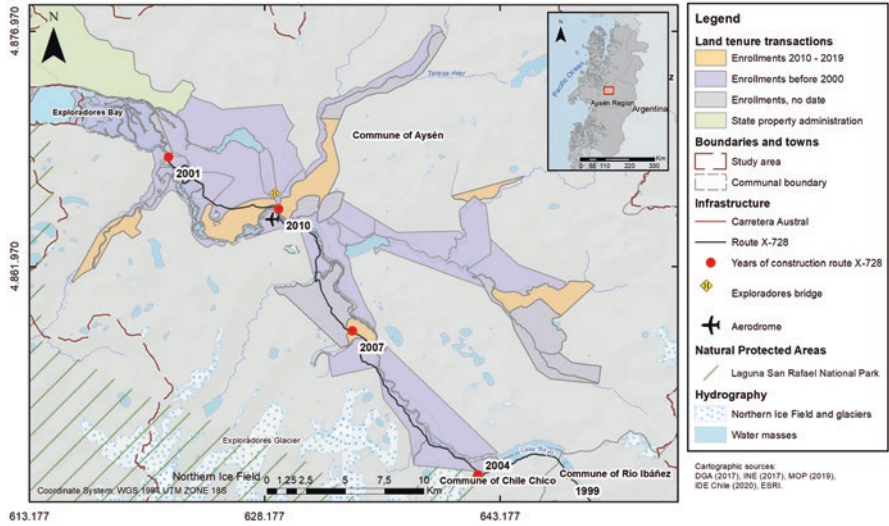 4.876.970
4.861.970
613.177
628.177
643.177
N
Teresa river
Exploradores Bay
Commune of Aysén
2001
2010
2007
2004
1999
Exploradores Glacier
Northern Ice Field
Commune of Río Ibáñez
Commune of Chile Chico
Coordinate System: WGS 1984 UTM ZONE 18S
0 1,25 2,5 5 7,5 10
Km
N
Pacific Ocean
Aysén Region
Argentina
Km
0 55 110 220 330
Legend
Land tenure transactions
Enrollments 2010 - 2019
Enrollments before 2000
Enrollments, no date
State property administration
Boundaries and towns
Study area
Communal boundary
Infrastructure
Carretera Austral
Route X-728
Years of construction route X-728
Exploradores bridge
Aerodrome
Natural Protected Areas
Laguna San Rafael National Park
Hydrography
Northern Ice Field and glaciers
Water masses
Cartographic sources:
DGA (2017), INE (2017), MOP (2019),
IDE Chile (2020), ESRI.